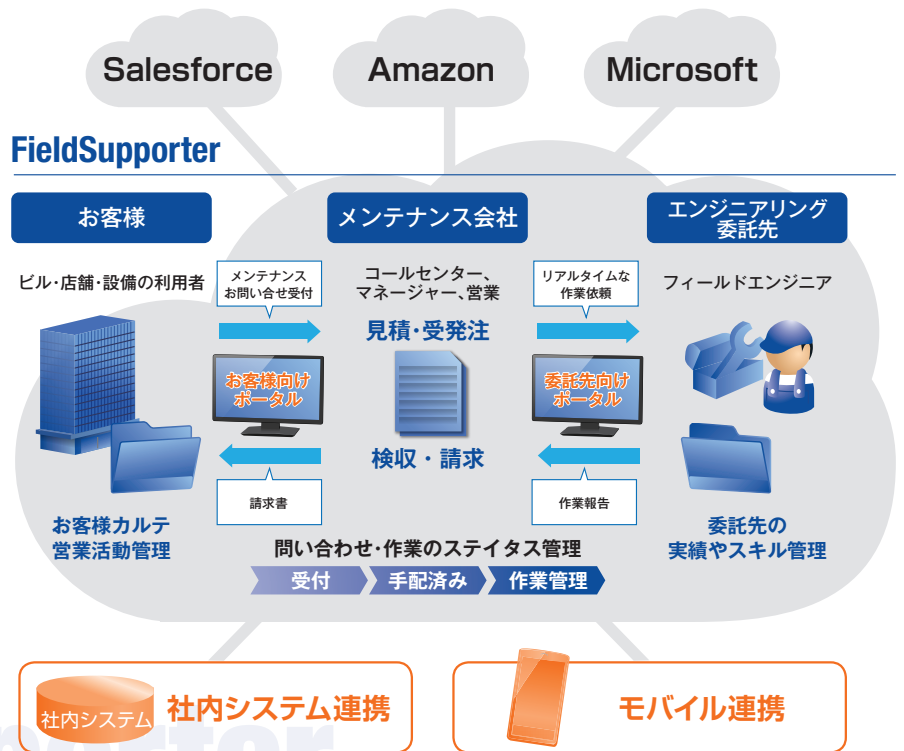 Salesforce
Amazon
Microsoft
FieldSupporter
お客様
メンテナンス会社
エンジニアリング
委託先
ビル・店舗・設備の利用者
メンテナンス
お問い合せ受付
コールセンター、
マネージャー、営業
リアルタイムな
作業依頼
フィールドエンジニア
見積・受発注
お客様向け
ポータル
委託先向け
ポータル
検収・請求
請求書
作業報告
お客様カルテ
営業活動管理
委託先の
実績やスキル管理
問い合わせ・作業のステイタス管理
受付
手配済み
作業管理
社内システム
社内システム連携
モバイル連携
porter